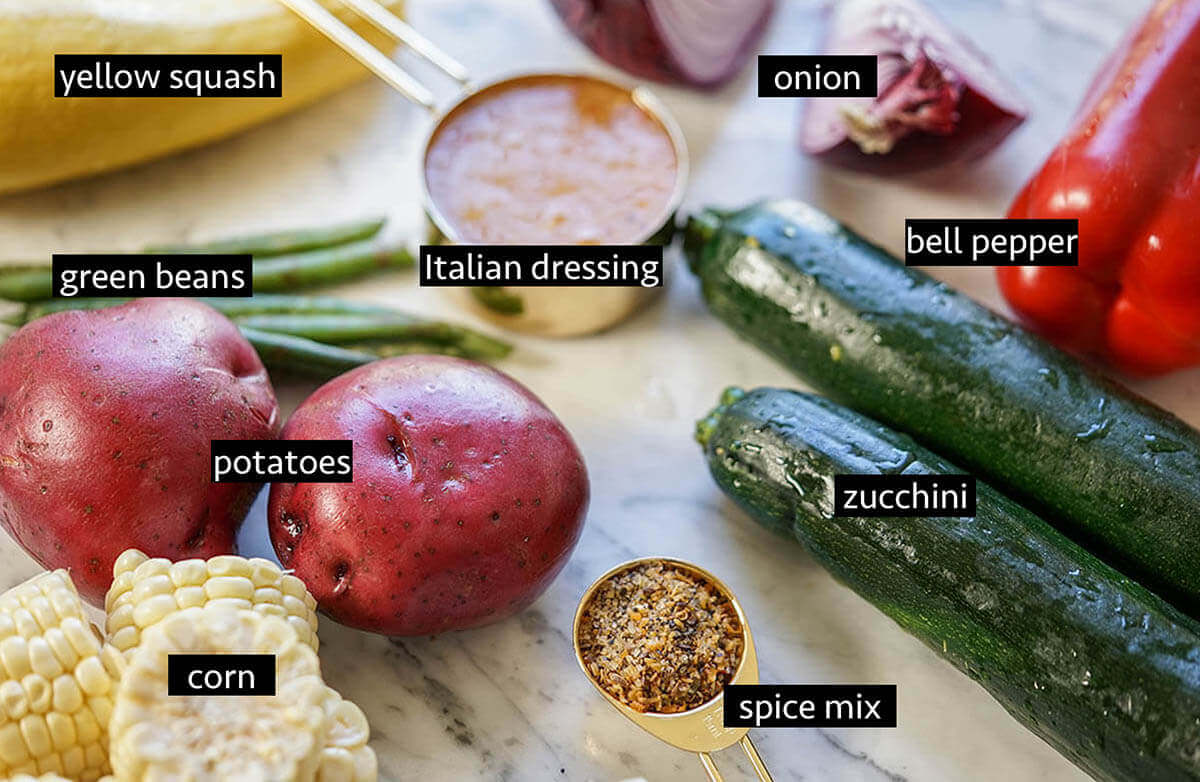 yellow squash
onion
bell pepper
green beans
Italian dressing
potatoes
zucchini
corn
spice mix